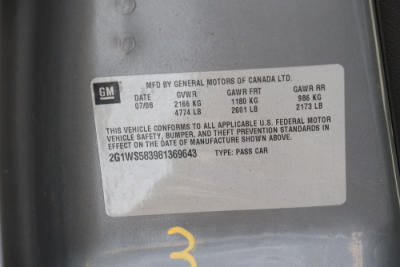 GM
MFD BY GENERAL MOTORS OF CANADA LTD.
DATE GVWR GAWR FRT GAWR RR
07/08 2166 KG 1180 KG 986 KG
4774 LB 2601 LB 2173 LB
THIS VEHICLE CONFORMS TO ALL APPLICABLE U.S. FEDERAL MOTOR
VEHICLE SAFETY, BUMPER, AND THEFT PREVENTION STANDARDS IN
EFFECT ON THE DATE OF MANUFACTURE SHOWN ABOVE.
2G1WS583981369643 TYPE: PASS CAR
3